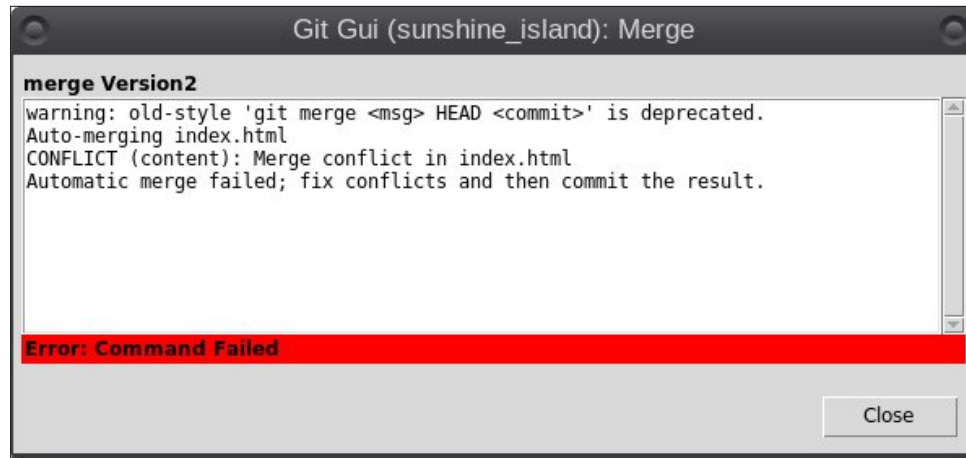 Git Gui (sunshine_island): Merge
merge Version2
warning: old-style 'git merge <msg> HEAD <commit>' is deprecated.
Auto-merging index.html
CONFLICT (content): Merge conflict in index.html
Automatic merge failed; fix conflicts and then commit the result.
Error: Command Failed
Close